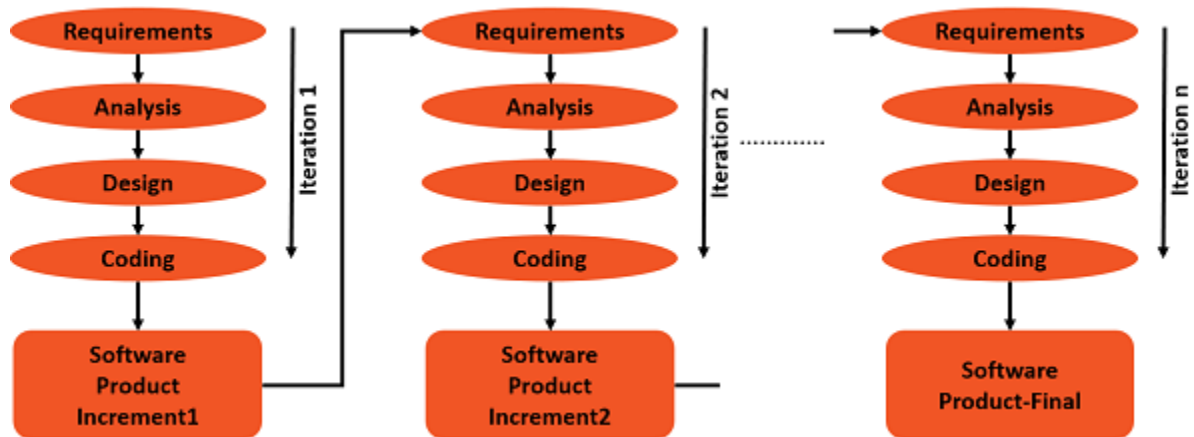 Requirements
Analysis
Design
Coding
Software
Product
Increment1
Iteration 1
Requirements
Analysis
Design
Coding
Software
Product
Increment2
Iteration 2
Requirements
Analysis
Design
Coding
Software
Product-Final
Iteration n